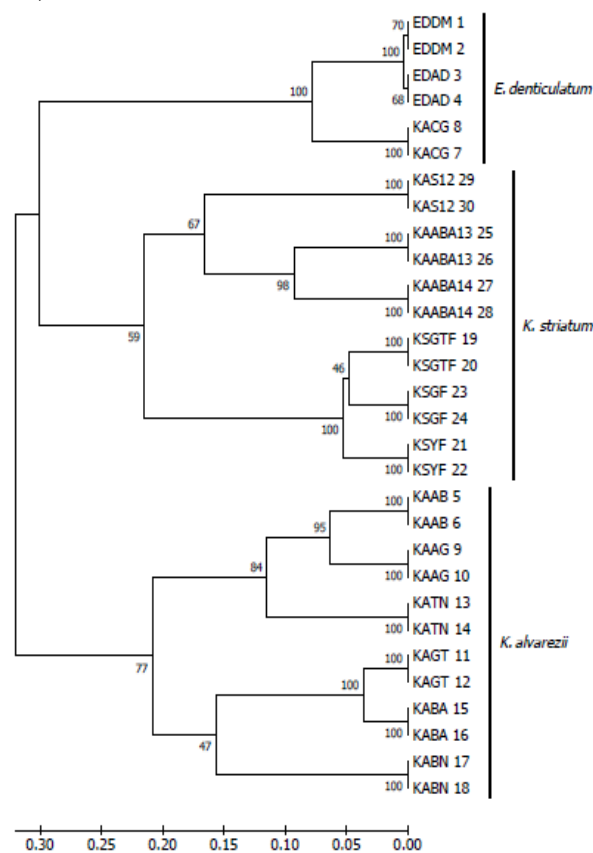 70
EDDM 1
100
EDDM 2
EDAD 3
E. denticulatum
100
68
EDAD 4
KACG 8
100
KACG 7
100
KAS12 29
KAS12 30
67
100
KAABA13 25
KAABA13 26
98
KAABA14 27
100
KAABA14 28
K. striatum
59
100
KSGTF 19
46
KSGTF 20
KSGF 23
100
KSGF 24
100
KSYF 21
100
KSYF 22
100
KAAB 5
95
KAAB 6
84
KAAG 9
100
KAAG 10
KATN 13
100
KATN 14
K. alvarezii
77
100
KAGT 11
100
KAGT 12
KABA 15
47
100
KABA 16
KABN 17
100
KABN 18
0.30 0.25 0.20 0.15 0.10 0.05 0.00